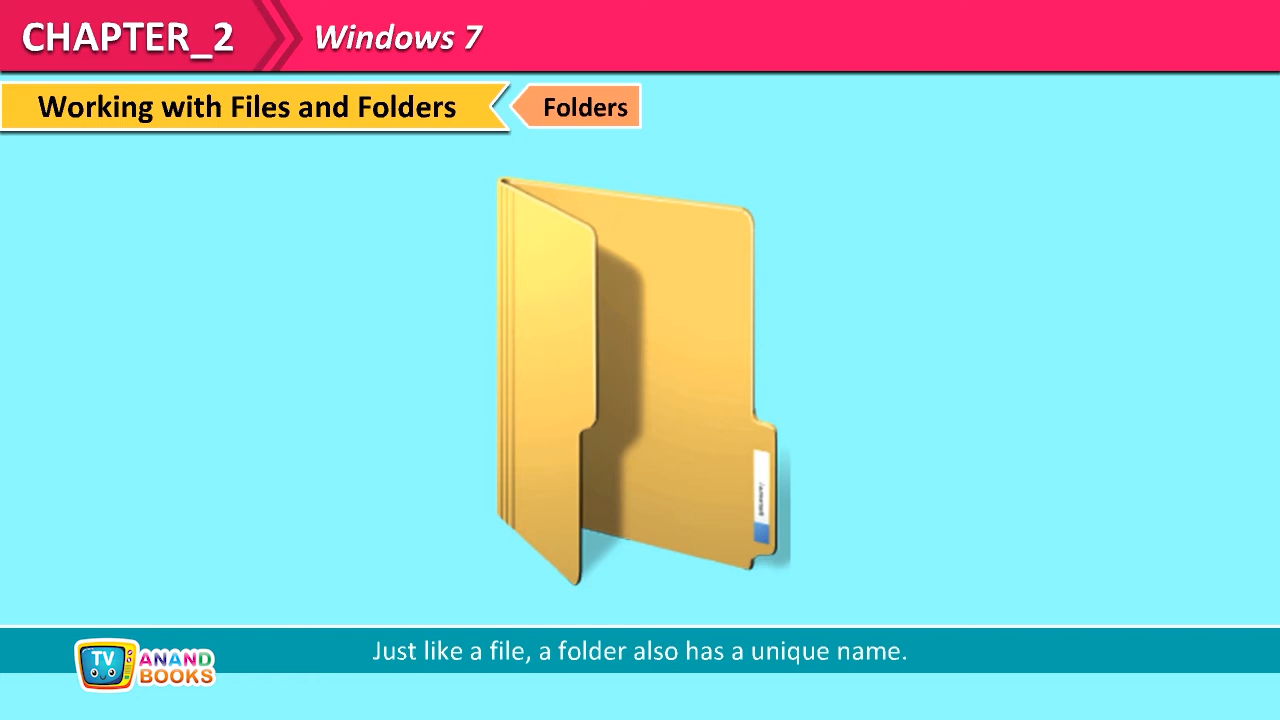 CHAPTER_2
Windows 7
Working with Files and Folders
Folders
Just like a file, a folder also has a unique name.
TV
ANAND
BOOKS